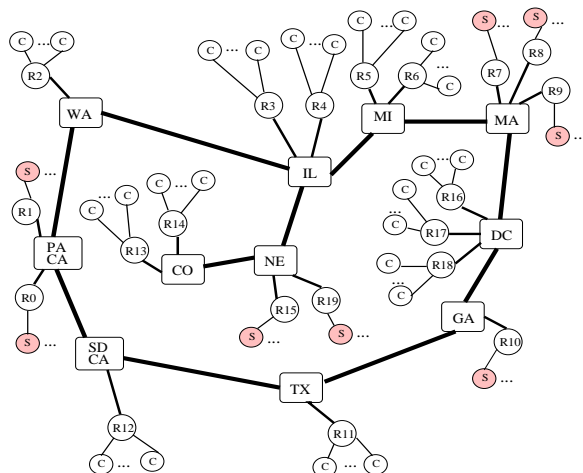 C ... C
R2
WA
C ... C
R3
C ... C
R4
C ... C
R5
C
...
C
R6
MI
S ...
R7
S ...
R8
R9
S ...
MA
IL
S ...
R1
PA
CA
R0
S ...
C ... C
R13
C ... C
R14
CO
NE
R15
S ...
R19
S ...
C ... C
R16
C
...
C
R17
C
...
C
R18
DC
GA
R10
S ...
SD
CA
R12
C ... C
TX
R11
C ... C